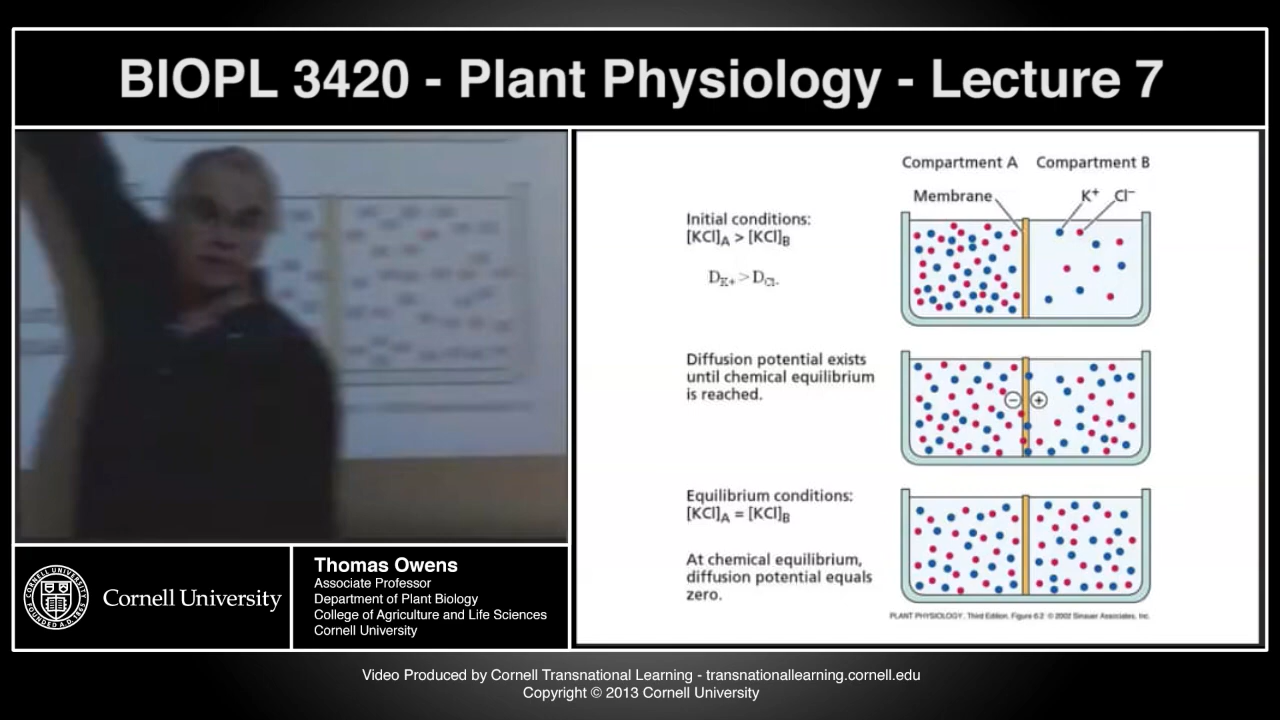 BIOPL 3420 - Plant Physiology - Lecture 7
Compartment A Compartment B
Membrane K⁺ Cl⁻
Initial conditions:
[KCl]A > [KCl]B
DK+ > DCl-
Diffusion potential exists
until chemical equilibrium
is reached.
− +
Equilibrium conditions:
[KCl]A = [KCl]B
At chemical equilibrium,
diffusion potential equals
zero.
PLANT PHYSIOLOGY, Third Edition, Figure 6.2 © 2002 Sinauer Associates, Inc.
CORNELL UNIVERSITY
FOUNDED A.D. 1865
Cornell University
Thomas Owens
Associate Professor
Department of Plant Biology
College of Agriculture and Life Sciences
Cornell University
Video Produced by Cornell Transnational Learning - transnationallearning.cornell.edu
Copyright © 2013 Cornell University